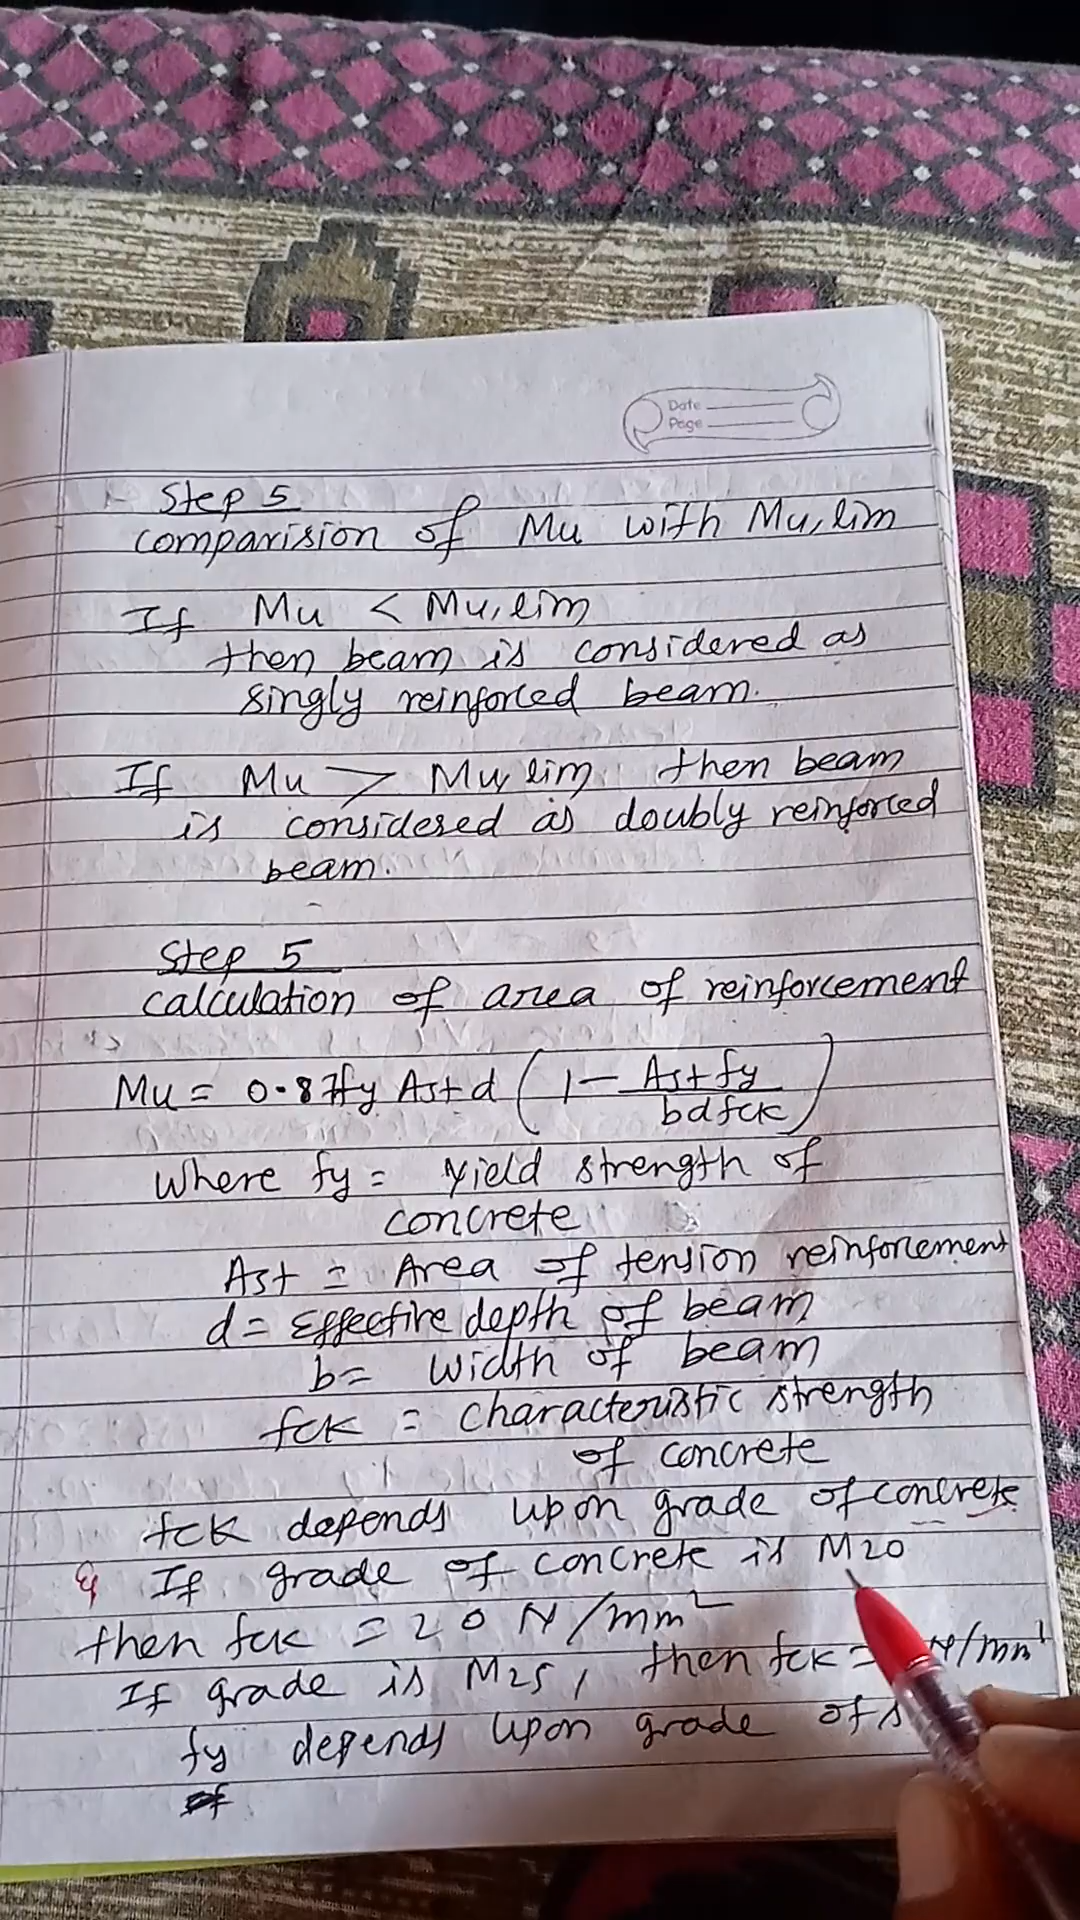 Date
Page
Step 5
comparision of Mu with Mu,lim
If Mu < Mu,lim
then beam is considered as
singly reinforced beam.
If Mu > Mu,lim then beam
is considered as doubly reinforced
beam.
Step 5
calculation of area of reinforcement
Mu = 0.87fy Ast d (1 - Ast fy / bdfck)
Where fy = yield strength of
concrete
Ast = Area of tension reinforcement
d = Effective depth of beam
b = width of beam
fck = characteristic strength
of concrete
fck depends upon grade of concrete
If grade of concrete is M20
then fck = 20 N/mm²
If grade is M25, then fck = N/mm²
fy depends upon grade of